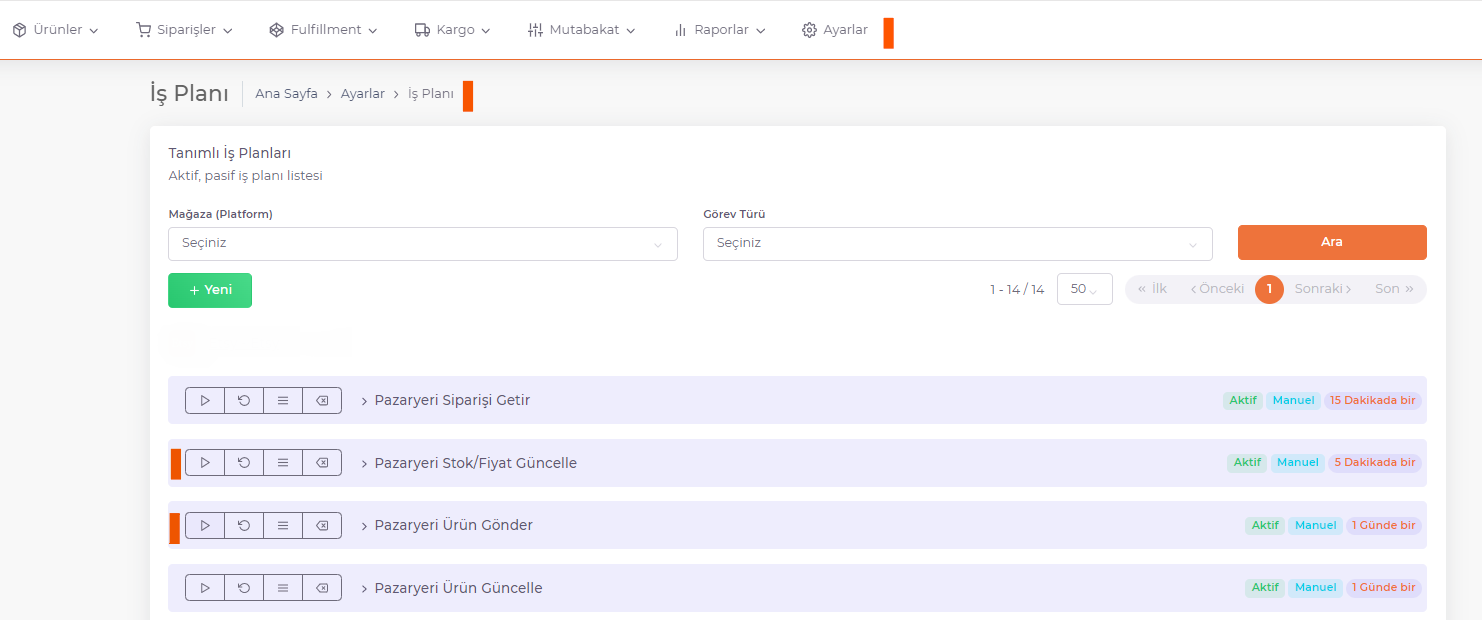 Ürünler Siparişler Fulfillment Kargo Mutabakat Raporlar Ayarlar
İş Planı Ana Sayfa > Ayarlar > İş Planı
Tanımlı İş Planları
Aktif, pasif iş planı listesi
Mağaza (Platform) Görev Türü
Seçiniz Seçiniz Ara
+ Yeni 1 - 14 / 14 50 « İlk < Önceki 1 Sonraki > Son »
> Pazaryeri Siparişi Getir Aktif Manuel 15 Dakikada bir
> Pazaryeri Stok/Fiyat Güncelle Aktif Manuel 5 Dakikada bir
> Pazaryeri Ürün Gönder Aktif Manuel 1 Günde bir
> Pazaryeri Ürün Güncelle Aktif Manuel 1 Günde bir